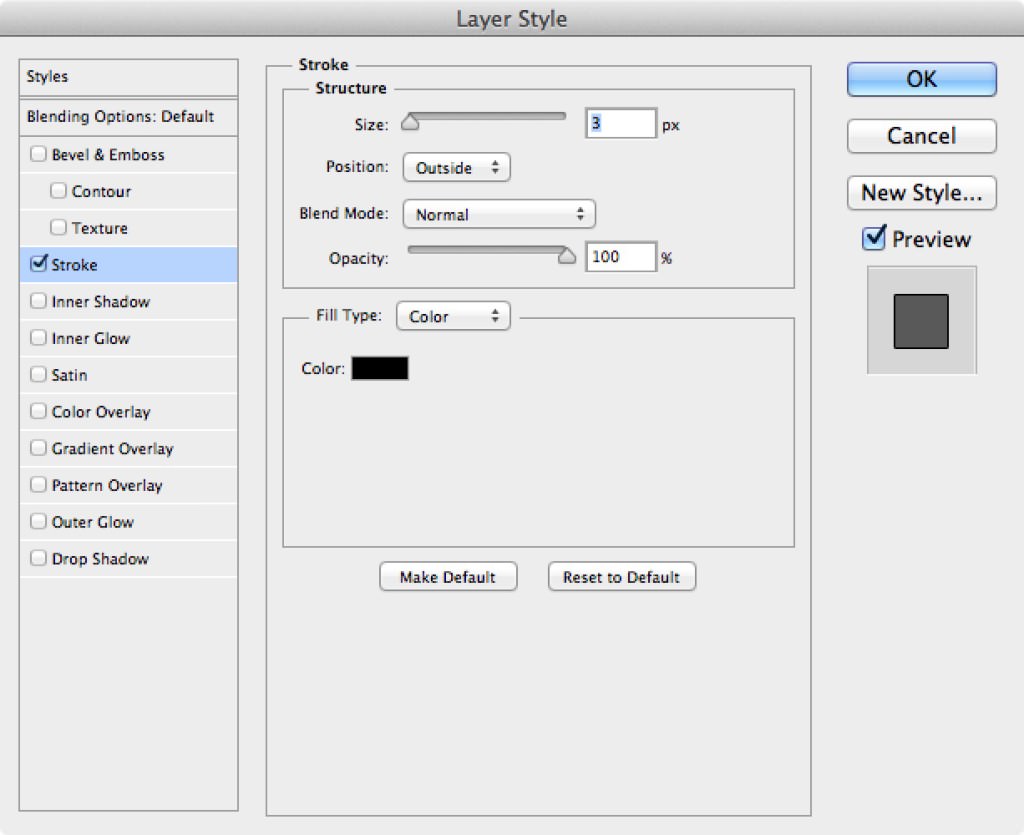 Layer Style
Styles
Blending Options: Default
Bevel & Emboss
Contour
Texture
Stroke
Inner Shadow
Inner Glow
Satin
Color Overlay
Gradient Overlay
Pattern Overlay
Outer Glow
Drop Shadow
Stroke
Structure
Size: 3 px
Position: Outside
Blend Mode: Normal
Opacity: 100 %
Fill Type: Color
Color:
Make Default Reset to Default
OK
Cancel
New Style...
Preview